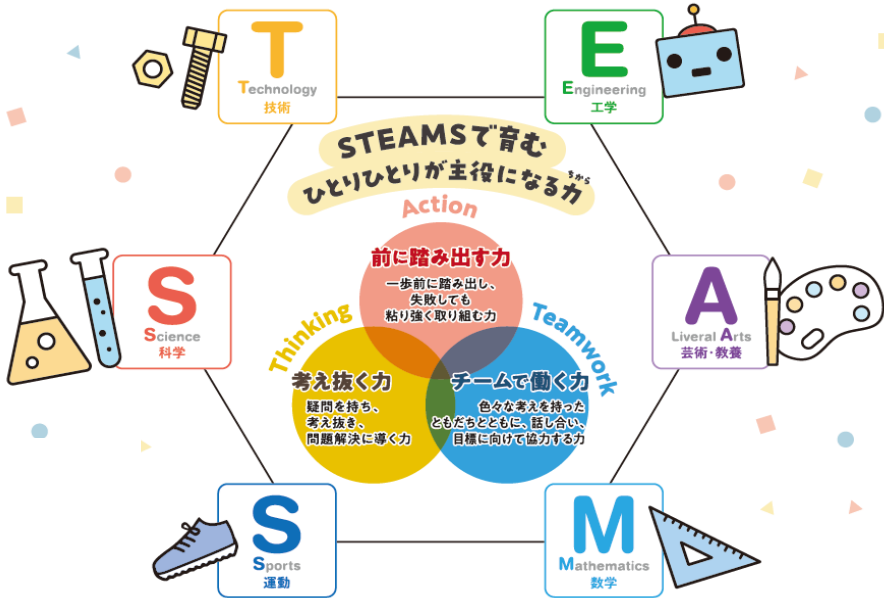 T
Technology
技術
E
Engineering
工学
STEAMSで育む
ひとりひとりが主役になる力
ちから
Action
前に踏み出す力
一歩前に踏み出し、
失敗しても
粘り強く取り組む力
S
Science
科学
A
Liveral Arts
芸術・教養
Thinking
考え抜く力
疑問を持ち、
考え抜き、
問題解決に導く力
Teamwork
チームで働く力
色々な考えを持った
ともだちとともに、話し合い、
目標に向けて協力する力
S
Sports
運動
M
Mathematics
数学